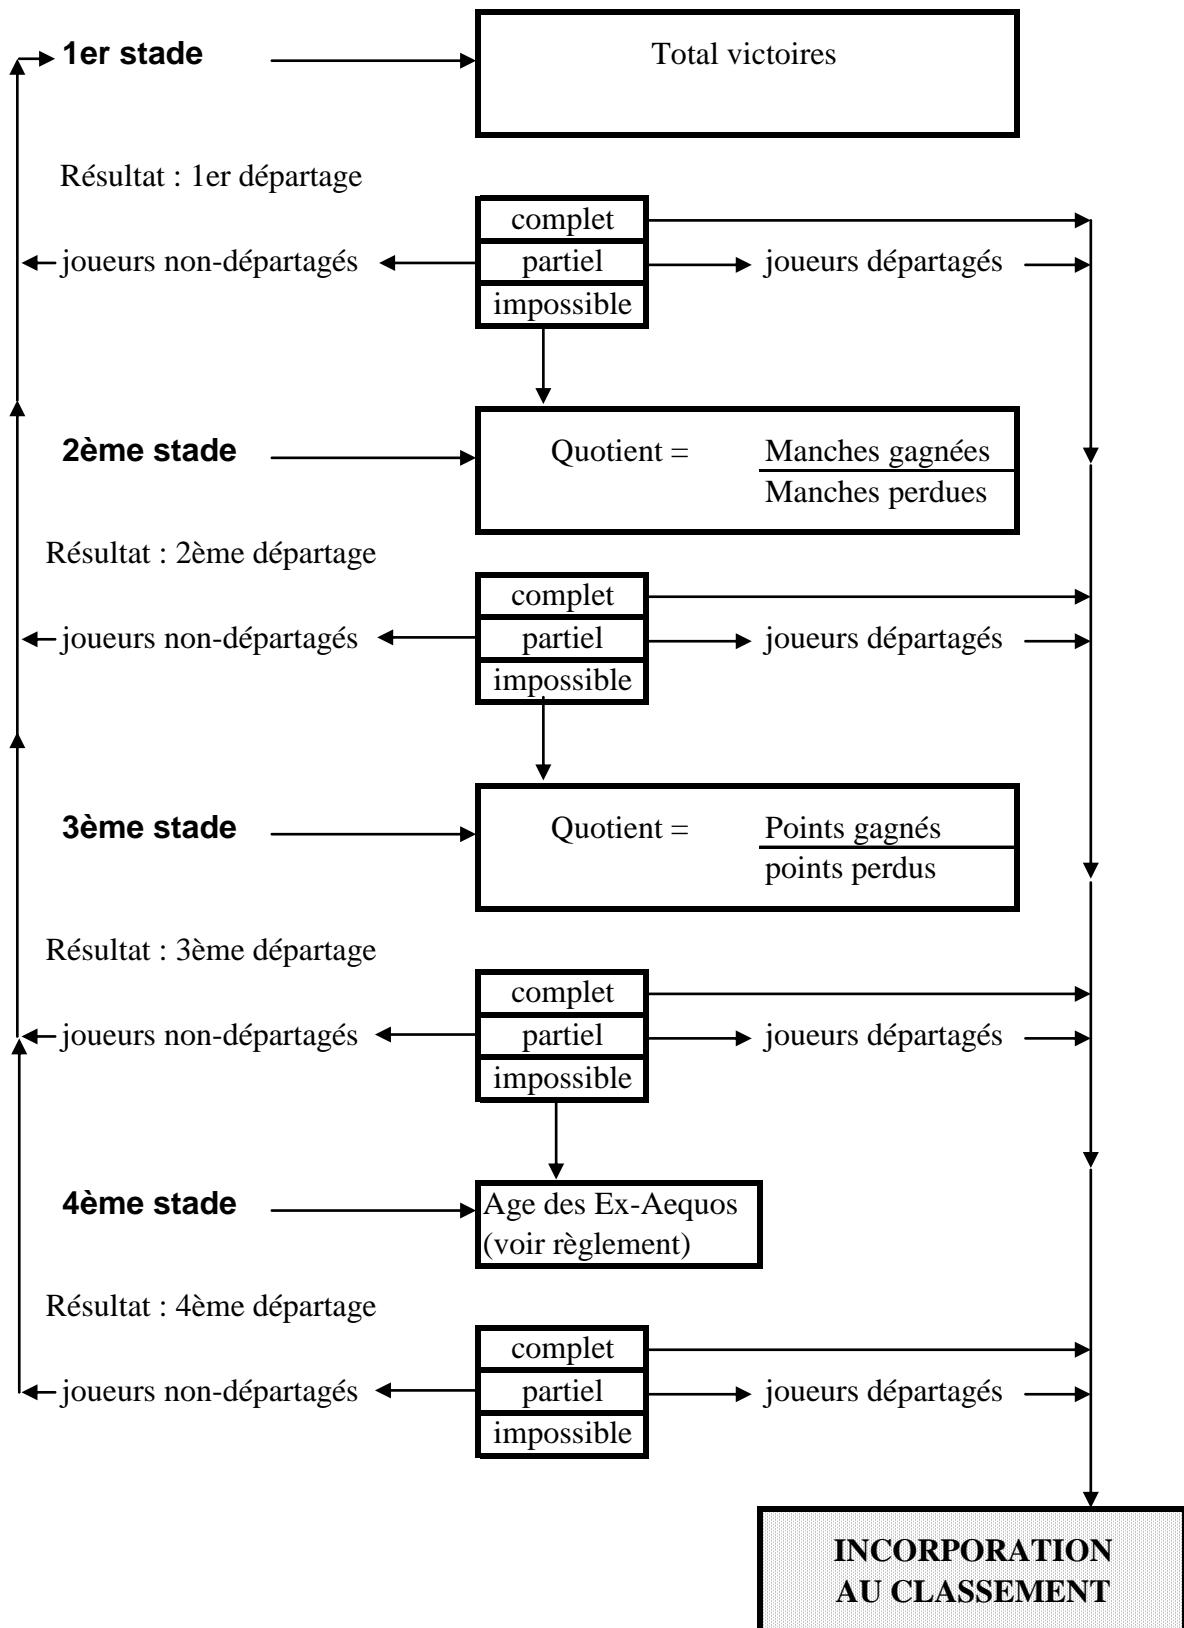 1er stade
Total victoires
Résultat : 1er départage
complet
joueurs non-départagés
partiel
joueurs départagés
impossible
2ème stade
Quotient =
Manches gagnées
Manches perdues
Résultat : 2ème départage
complet
joueurs non-départagés
partiel
joueurs départagés
impossible
3ème stade
Quotient =
Points gagnés
points perdus
Résultat : 3ème départage
complet
joueurs non-départagés
partiel
joueurs départagés
impossible
4ème stade
Age des Ex-Aequos
(voir règlement)
Résultat : 4ème départage
complet
joueurs non-départagés
partiel
joueurs départagés
impossible
INCORPORATION
AU CLASSEMENT